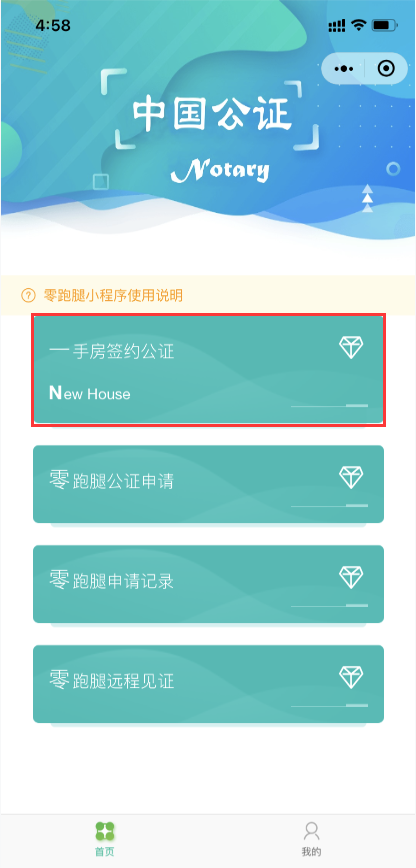 4:58
中国公证
Notary
零跑腿小程序使用说明
一手房签约公证
New House
零跑腿公证申请
零跑腿申请记录
零跑腿远程见证
首页
我的